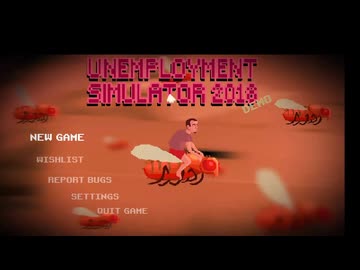 UNEMPLOYMENT
SIMULATOR 2018
DEMO
NEW GAME
WISHLIST
REPORT BUGS
SETTINGS
QUIT GAME